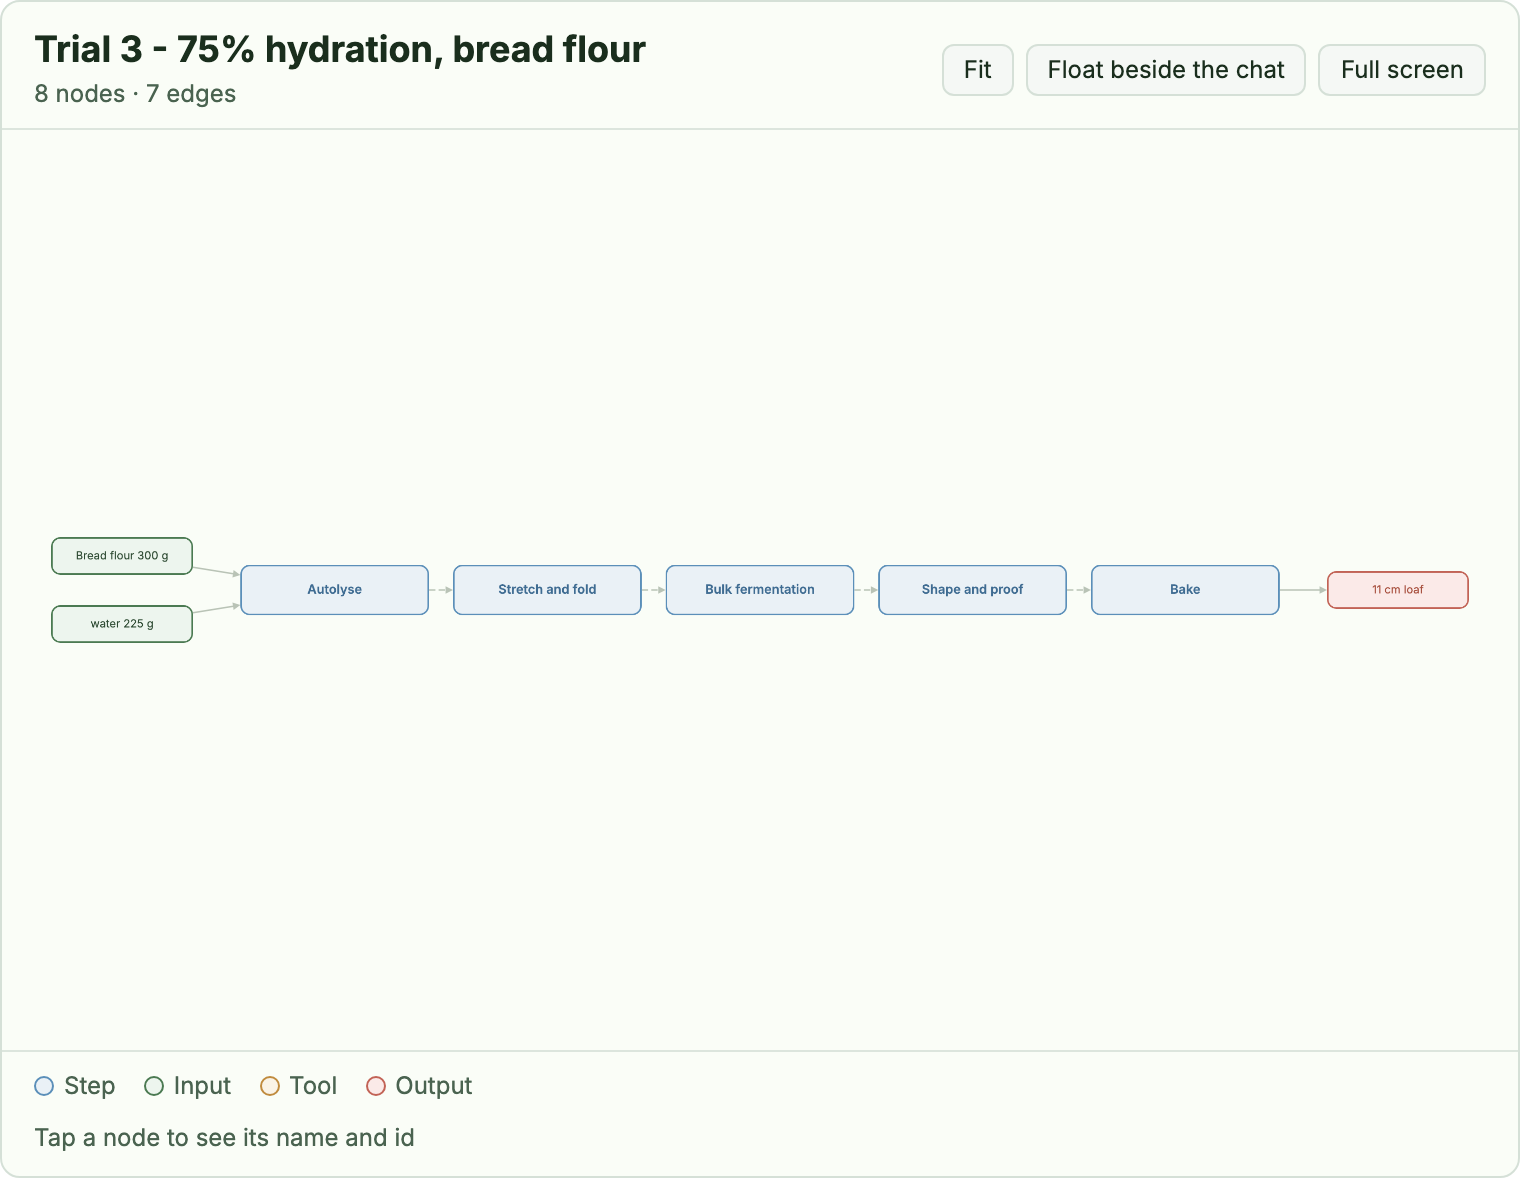 Trial 3 - 75% hydration, bread flour
8 nodes · 7 edges
Fit
Float beside the chat
Full screen
Bread flour 300 g
water 225 g
Autolyse
Stretch and fold
Bulk fermentation
Shape and proof
Bake
11 cm loaf
Step
Input
Tool
Output
Tap a node to see its name and id